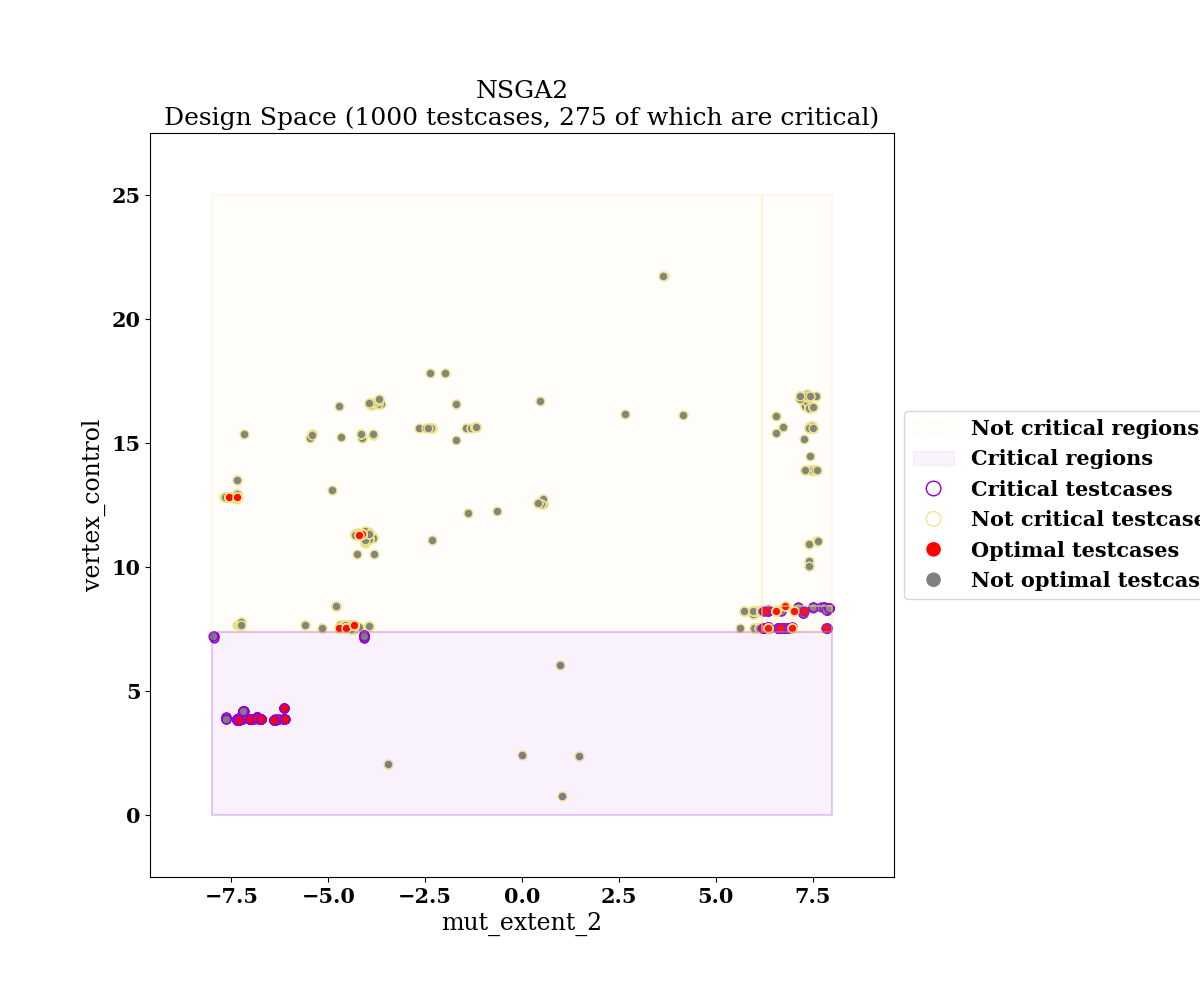 NSGA2
Design Space (1000 testcases, 275 of which are critical)
25
20
15
10
5
0
vertex_control
−7.5
−5.0
−2.5
0.0
2.5
5.0
7.5
mut_extent_2
Not critical regions
Critical regions
Critical testcases
Not critical testcase
Optimal testcases
Not optimal testcas